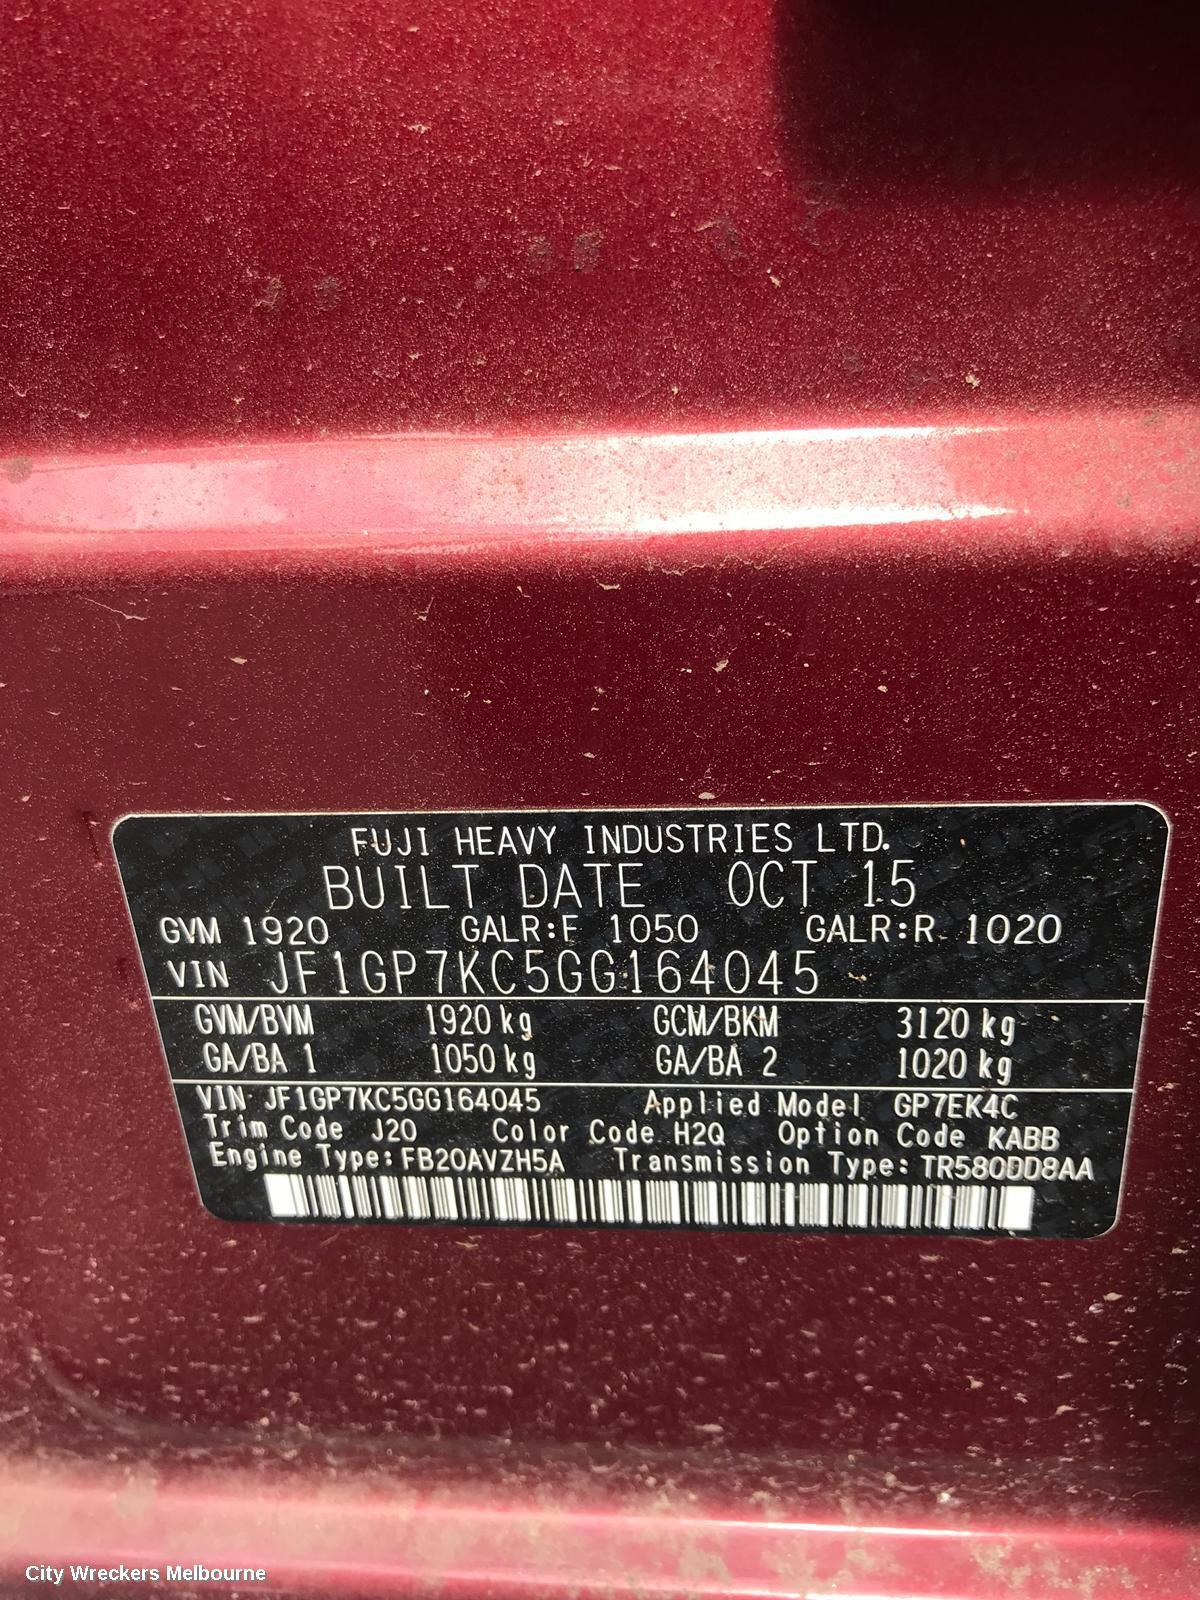 FUJI HEAVY INDUSTRIES LTD.
BUILT DATE OCT 15
GVM 1920 GALR:F 1050 GALR:R 1020
VIN JF1GP7KC5GG164045
GVM/BVM 1920 kg GCM/BKM 3120 kg
GA/BA 1 1050 kg GA/BA 2 1020 kg
VIN JF1GP7KC5GG164045 Applied Model GP7EK4C
Trim Code J20 Color Code H2Q Option Code KABB
Engine Type: FB20AVZH5A Transmission Type: TR580DD8AA
City Wreckers Melbourne